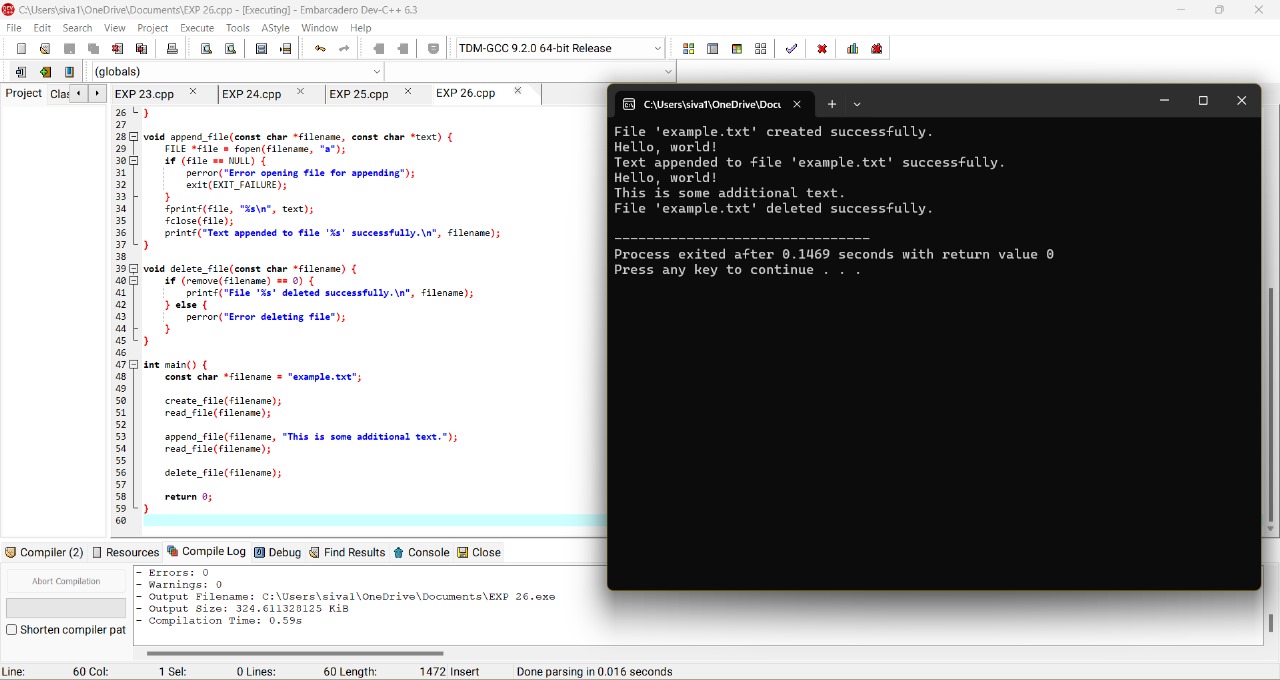 C:\Users\siva1\OneDrive\Documents\EXP 26.cpp - [Executing] - Embarcadero Dev-C++ 6.3
File Edit Search View Project Execute Tools AStyle Window Help
TDM-GCC 9.2.0 64-bit Release
(globals)
Project Clas EXP 23.cpp EXP 24.cpp EXP 25.cpp EXP 26.cpp
26 }
27
28 void append_file(const char *filename, const char *text) {
29 FILE *file = fopen(filename, "a");
30 if (file == NULL) {
31 perror("Error opening file for appending");
32 exit(EXIT_FAILURE);
33 }
34 fprintf(file, "%s\n", text);
35 fclose(file);
36 printf("Text appended to file '%s' successfully.\n", filename);
37 }
38
39 void delete_file(const char *filename) {
40 if (remove(filename) == 0) {
41 printf("File '%s' deleted successfully.\n", filename);
42 } else {
43 perror("Error deleting file");
44 }
45 }
46
47 int main() {
48 const char *filename = "example.txt";
49
50 create_file(filename);
51 read_file(filename);
52
53 append_file(filename, "This is some additional text.");
54 read_file(filename);
55
56 delete_file(filename);
57
58 return 0;
59 }
60
C:\Users\siva1\OneDrive\Docu
File 'example.txt' created successfully.
Hello, world!
Text appended to file 'example.txt' successfully.
Hello, world!
This is some additional text.
File 'example.txt' deleted successfully.
--------------------------------
Process exited after 0.1469 seconds with return value 0
Press any key to continue . . .
Compiler (2) Resources Compile Log Debug Find Results Console Close
Abort Compilation
Shorten compiler pat
- Errors: 0
- Warnings: 0
- Output Filename: C:\Users\siva1\OneDrive\Documents\EXP 26.exe
- Output Size: 324.611328125 KiB
- Compilation Time: 0.59s
Line: 60 Col: 1 Sel: 0 Lines: 60 Length: 1472 Insert Done parsing in 0.016 seconds